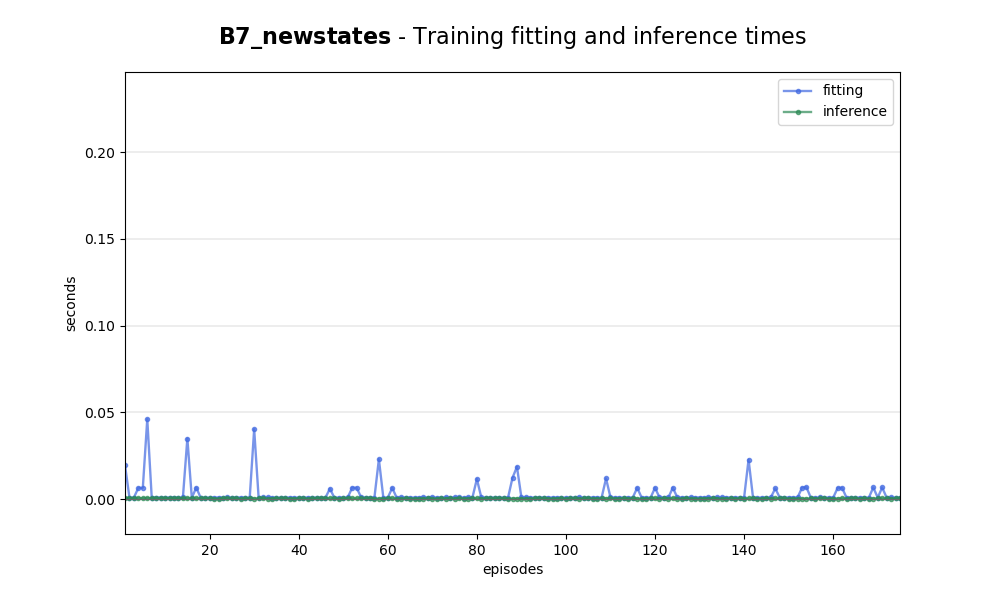 B7_newstates - Training fitting and inference times
fitting
inference
0.20
0.15
0.10
0.05
0.00
seconds
20 40 60 80 100 120 140 160
episodes